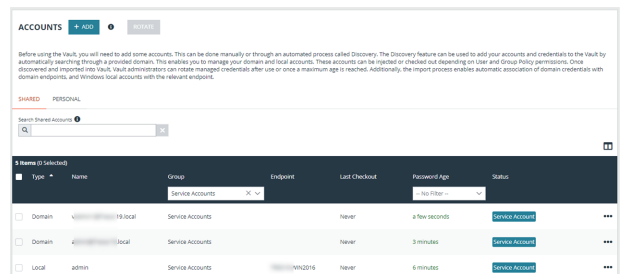 ACCOUNTS + ADD ROTATE
Before using the Vault, you will need to add some accounts. This can be done manually or through an automated process called Discovery. The Discovery feature can be used to add your accounts and credentials to the Vault by
automatically searching through a provided domain. This enables you to manage your domain and local accounts. These accounts can be injected or checked out depending on User and Group Policy permissions. Once
discovered and imported into Vault, Vault administrators can rotate managed credentials after use or once a maximum age is reached. Additionally, the import process enables automatic association of domain credentials with
domain endpoints, and Windows local accounts with the relevant endpoint.
SHARED PERSONAL
Search Shared Accounts
5 Items (0 Selected)
Type Name Group Endpoint Last Checkout Password Age Status
Service Accounts -- No Filter --
Domain 19.local Service Accounts Never a few seconds Service Account
Domain local Service Accounts Never 3 minutes Service Account
Local admin Service Accounts WIN2016 Never 6 minutes Service Account